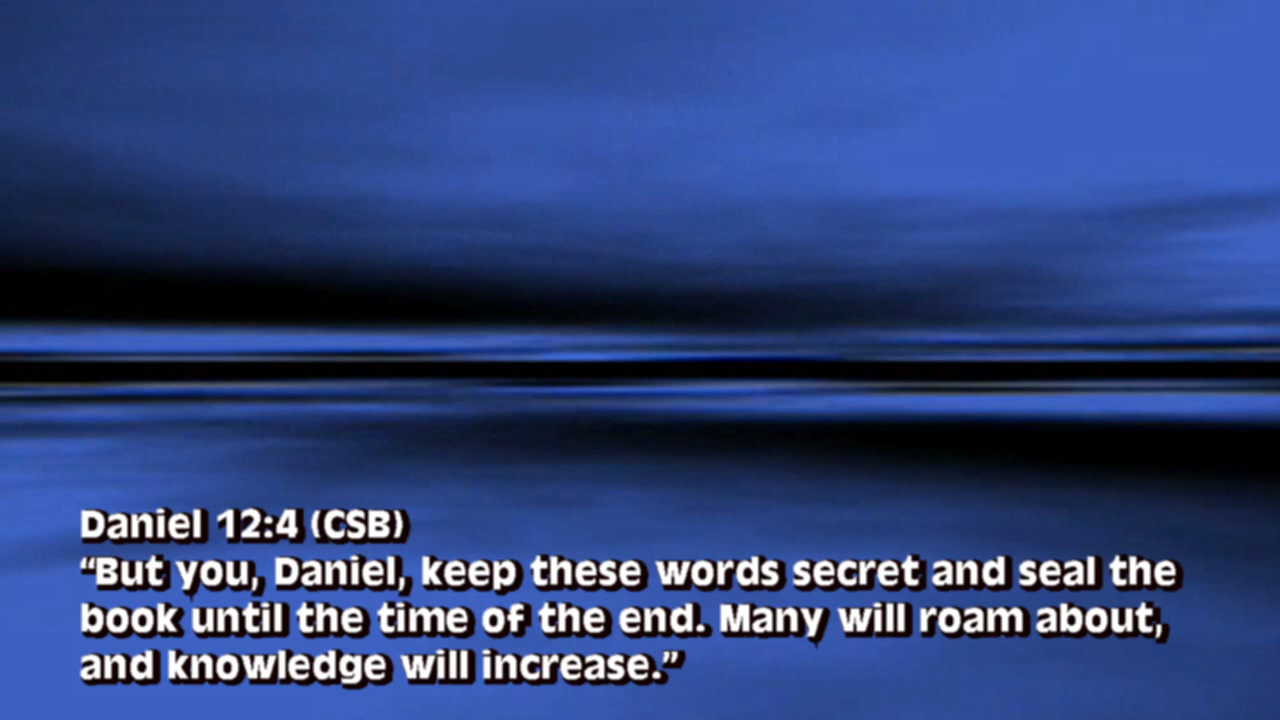 Daniel 12:4 (CSB)
“But you, Daniel, keep these words secret and seal the
book until the time of the end. Many will roam about,
and knowledge will increase.”